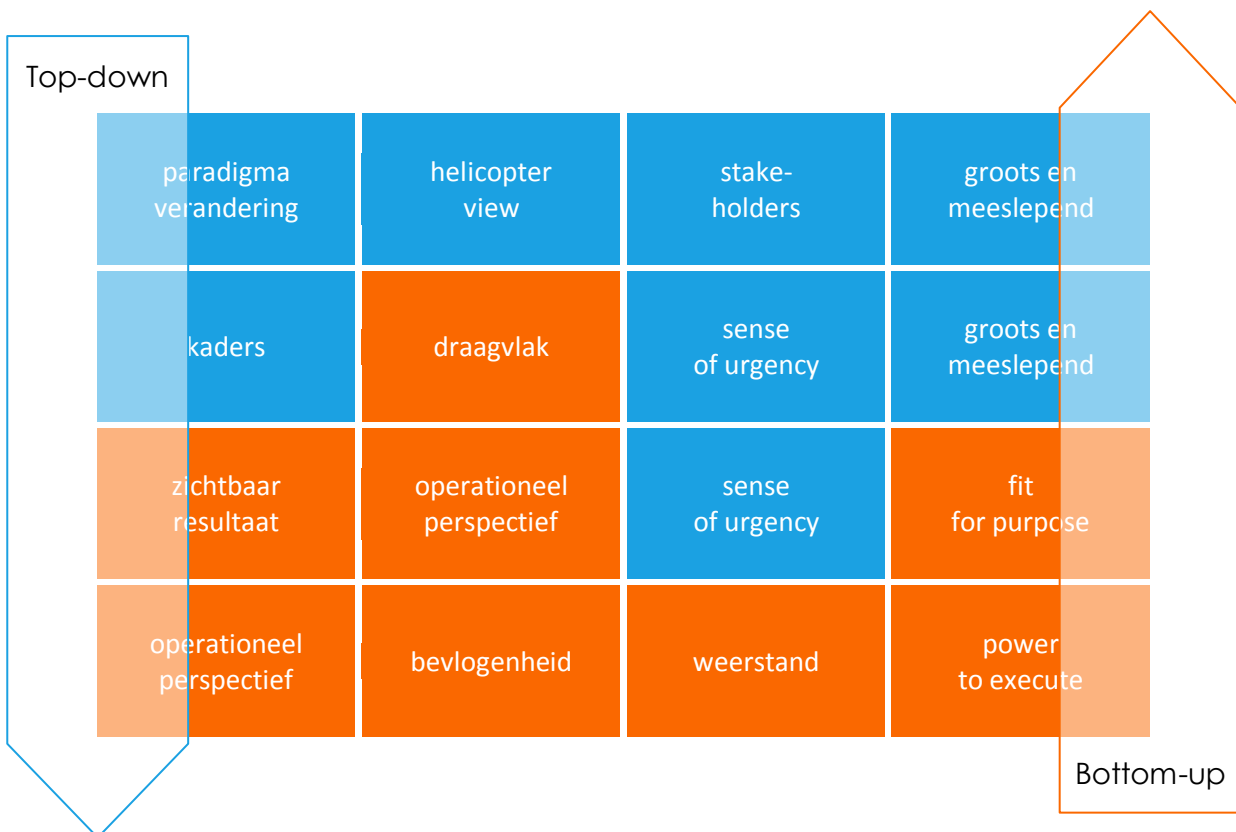 Top-down
paradigma
verandering
helicopter
view
stake-
holders
groots en
meeslepend
kaders
draagvlak
sense
of urgency
groots en
meeslepend
zichtbaar
resultaat
operationeel
perspectief
sense
of urgency
fit
for purpose
operationeel
perspectief
bevlogenheid
weerstand
power
to execute
Bottom-up